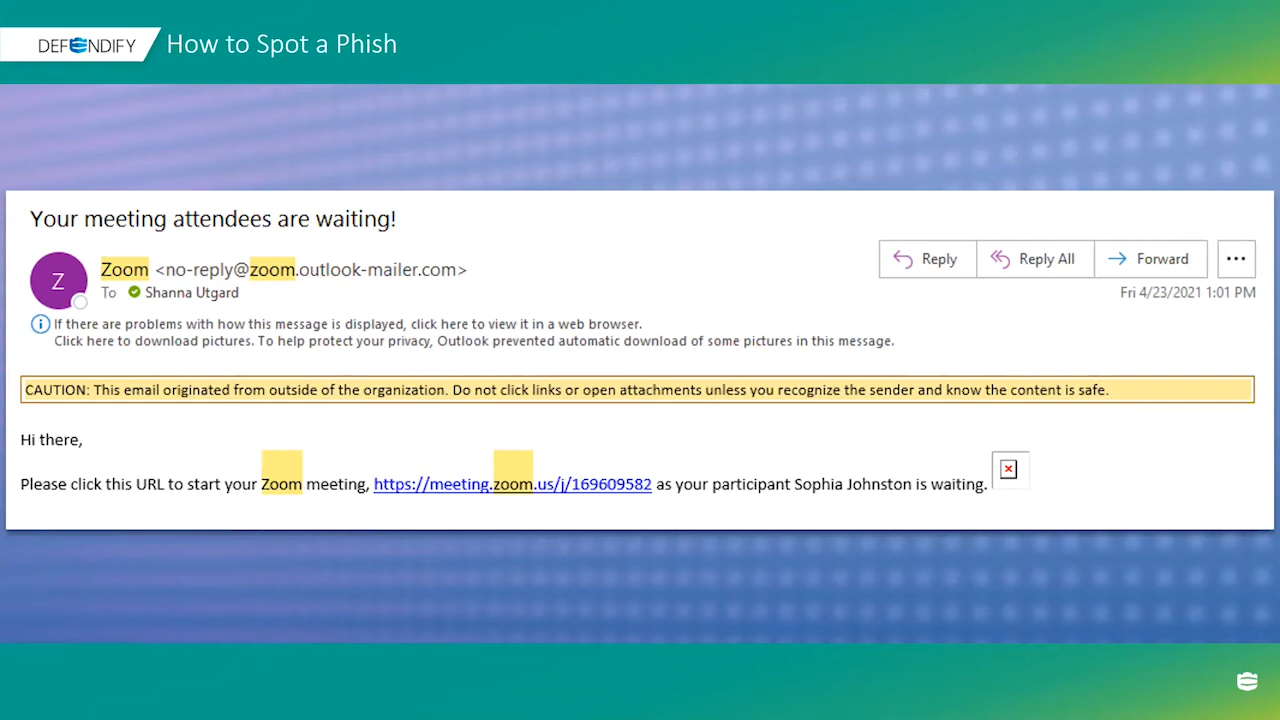 DEFENDIFY
How to Spot a Phish
Your meeting attendees are waiting!
Z
Zoom <no-reply@zoom.outlook-mailer.com>
Reply
Reply All
Forward
To Shanna Utgard
Fri 4/23/2021 1:01 PM
If there are problems with how this message is displayed, click here to view it in a web browser.
Click here to download pictures. To help protect your privacy, Outlook prevented automatic download of some pictures in this message.
CAUTION: This email originated from outside of the organization. Do not click links or open attachments unless you recognize the sender and know the content is safe.
Hi there,
Please click this URL to start your Zoom meeting, https://meeting.zoom.us/j/169609582 as your participant Sophia Johnston is waiting.